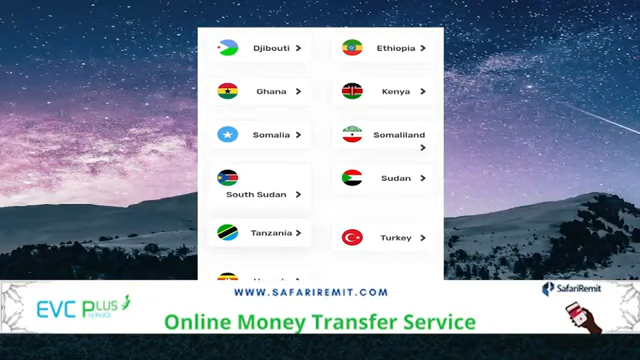 Djibouti
Ethiopia
Ghana
Kenya
Somalia
Somaliland
South Sudan
Sudan
Tanzania
Turkey
WWW.SAFARIREMIT.COM
SafariRemit
EVC PLUS
SERVICE
Online Money Transfer Service